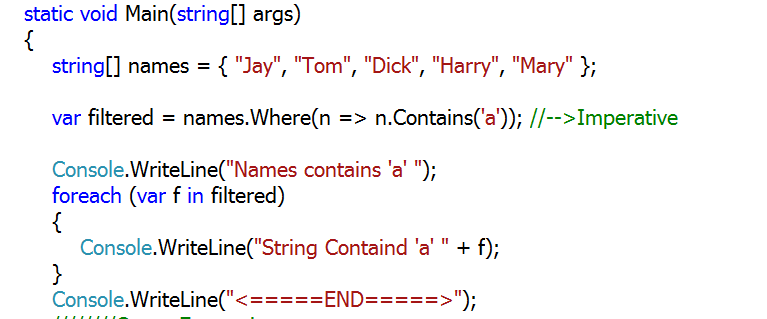 static void Main(string[] args)
{
string[] names = { "Jay", "Tom", "Dick", "Harry", "Mary" };
var filtered = names.Where(n => n.Contains('a')); //-->Imperative
Console.WriteLine("Names contains 'a' ");
foreach (var f in filtered)
{
Console.WriteLine("String Containd 'a' " + f);
}
Console.WriteLine("<=====END=====>");